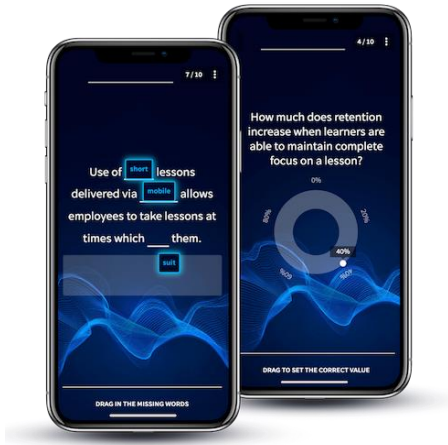 7/10
Use of short lessons
delivered via mobile allows
employees to take lessons at
times which ___ them.
suit
DRAG IN THE MISSING WORDS
4/10
How much does retention
increase when learners are
able to maintain complete
focus on a lesson?
0%
80%
20%
40%
60%
40%
DRAG TO SET THE CORRECT VALUE